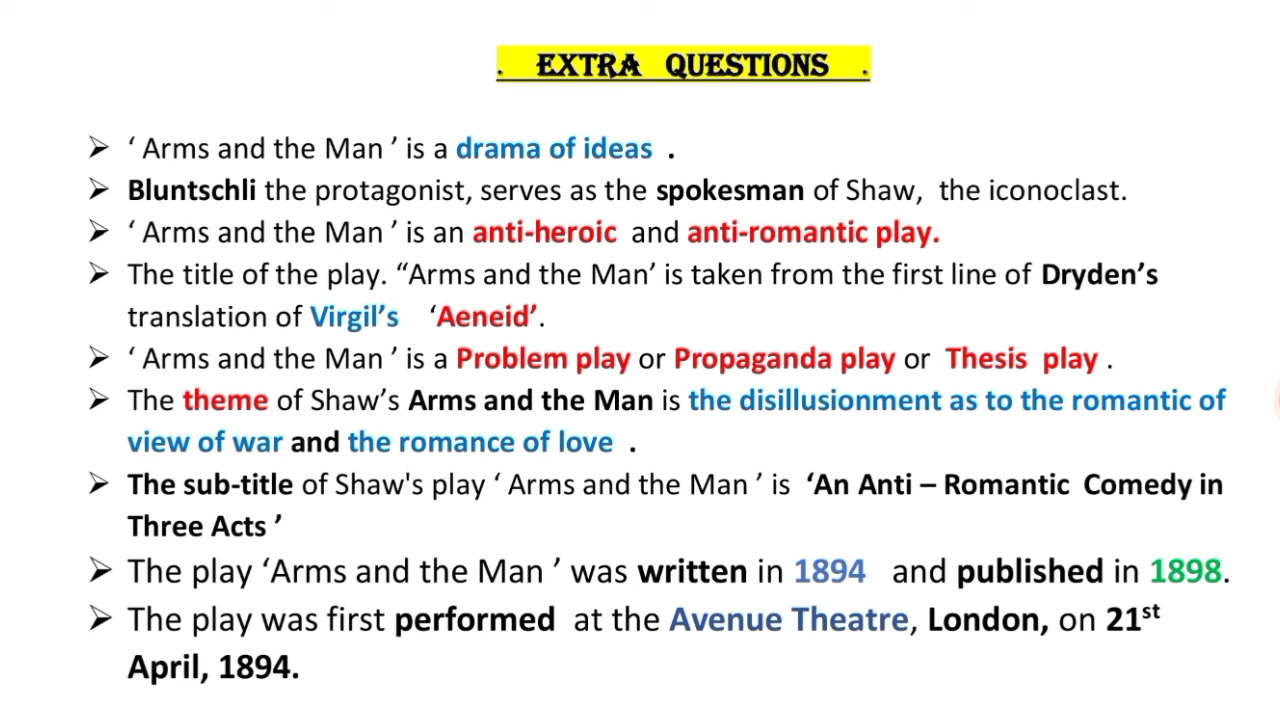 . EXTRA QUESTIONS .
➢ ‘ Arms and the Man ’ is a drama of ideas .
➢ Bluntschli the protagonist, serves as the spokesman of Shaw, the iconoclast.
➢ ‘ Arms and the Man ’ is an anti-heroic and anti-romantic play.
➢ The title of the play. “Arms and the Man’ is taken from the first line of Dryden’s
translation of Virgil’s ‘Aeneid’.
➢ ‘ Arms and the Man ’ is a Problem play or Propaganda play or Thesis play .
➢ The theme of Shaw’s Arms and the Man is the disillusionment as to the romantic of
view of war and the romance of love .
➢ The sub-title of Shaw's play ‘ Arms and the Man ’ is ‘An Anti – Romantic Comedy in
Three Acts ’
➢ The play ‘Arms and the Man ’ was written in 1894 and published in 1898.
➢ The play was first performed at the Avenue Theatre, London, on 21st
April, 1894.